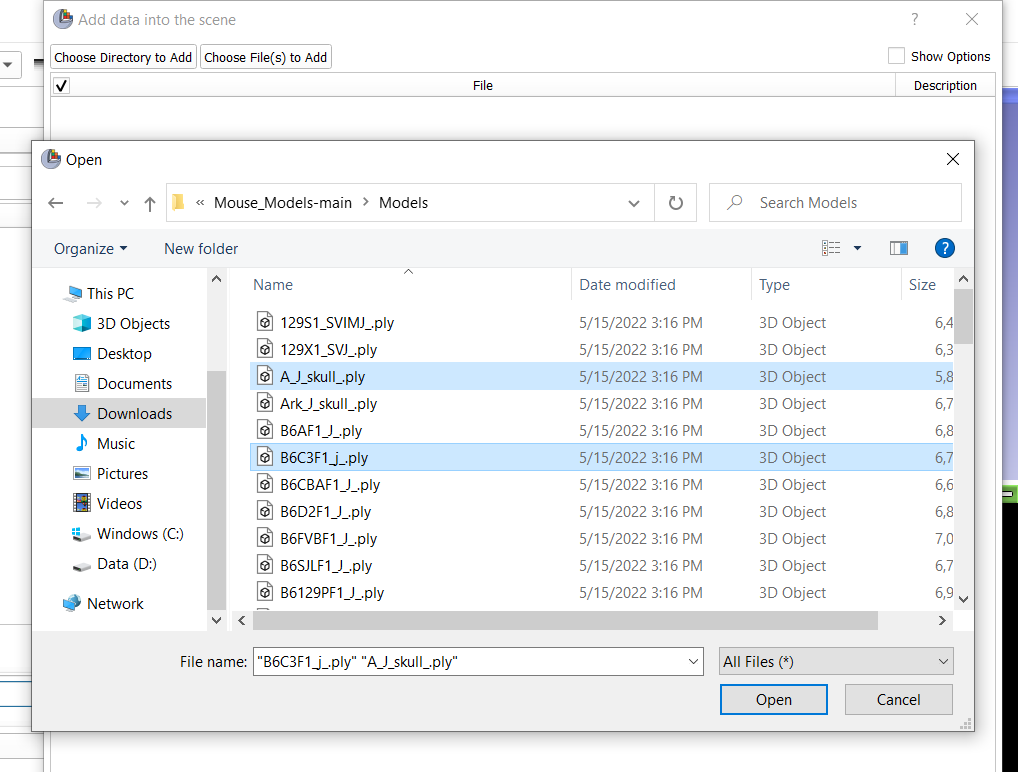 Add data into the scene
?
Choose Directory to Add Choose File(s) to Add Show Options
File Description
Open
« Mouse_Models-main > Models Search Models
Organize New folder ?
Name Date modified Type Size
This PC
3D Objects
Desktop
Documents
Downloads
Music
Pictures
Videos
Windows (C:)
Data (D:)
Network
129S1_SVIMJ_.ply 5/15/2022 3:16 PM 3D Object 6,4
129X1_SVJ_.ply 5/15/2022 3:16 PM 3D Object 6,3
A_J_skull_.ply 5/15/2022 3:16 PM 3D Object 5,8
Ark_J_skull_.ply 5/15/2022 3:16 PM 3D Object 6,7
B6AF1_J_.ply 5/15/2022 3:16 PM 3D Object 6,8
B6C3F1_j_.ply 5/15/2022 3:16 PM 3D Object 6,7
B6CBAF1_J_.ply 5/15/2022 3:16 PM 3D Object 6,6
B6D2F1_J_.ply 5/15/2022 3:16 PM 3D Object 6,8
B6FVBF1_J_.ply 5/15/2022 3:16 PM 3D Object 7,0
B6SJLF1_J_.ply 5/15/2022 3:16 PM 3D Object 6,7
B6129PF1_J_.ply 5/15/2022 3:16 PM 3D Object 6,9
File name: "B6C3F1_j_.ply" "A_J_skull_.ply" All Files (*)
Open Cancel